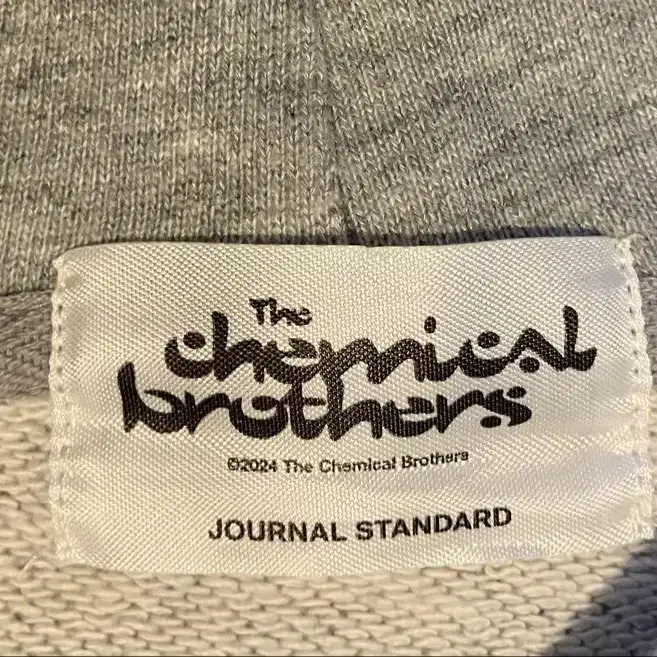 The
chemical
brothers
©2024 The Chemical Brothers
JOURNAL STANDARD